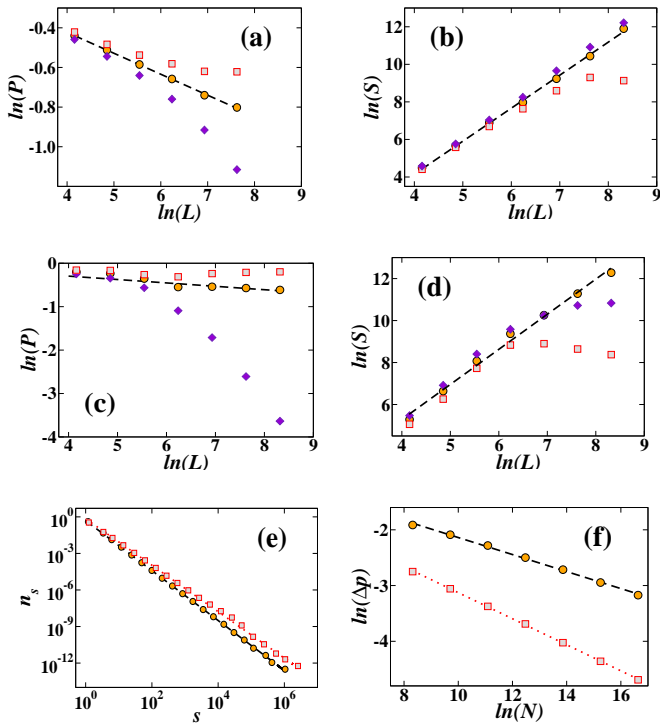 -0.4
-0.6
-0.8
-1.0
ln(P)
(a)
4 5 6 7 8 9
ln(L)
12
10
8
6
4
ln(S)
(b)
4 5 6 7 8 9
ln(L)
0
-1
-2
-3
-4
ln(P)
(c)
4 5 6 7 8 9
ln(L)
12
10
8
6
ln(S)
(d)
4 5 6 7 8 9
ln(L)
10^0
10^-3
10^-6
10^-9
10^-12
n_s
(e)
10^0 10^2 10^4 10^6
s
-2
-3
-4
ln(Δp)
(f)
8 10 12 14 16
ln(N)